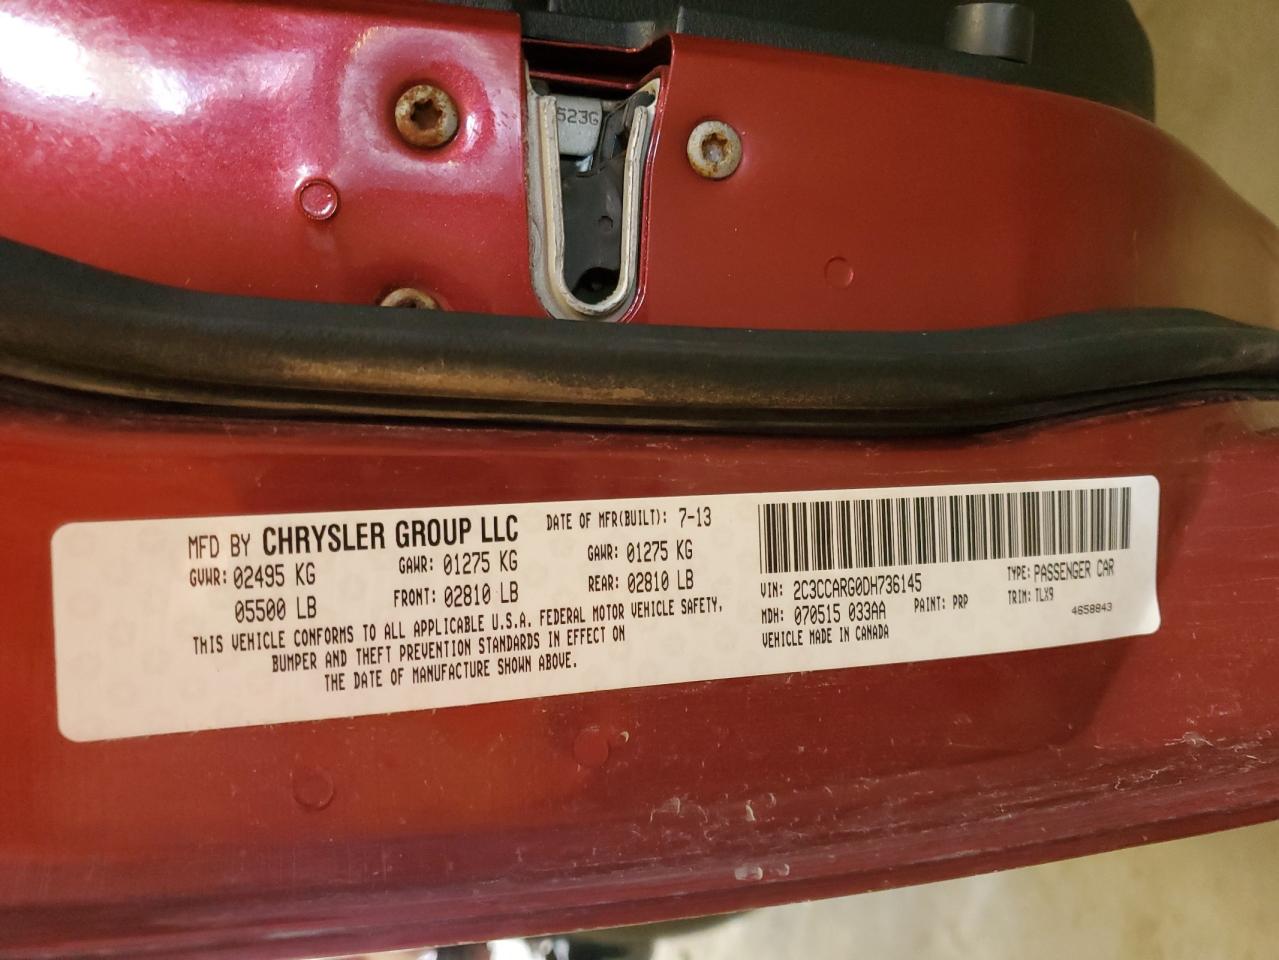 523G
MFD BY CHRYSLER GROUP LLC DATE OF MFR(BUILT): 7-13
GVWR: 02495 KG GAWR: 01275 KG GAWR: 01275 KG
05500 LB FRONT: 02810 LB REAR: 02810 LB
THIS VEHICLE CONFORMS TO ALL APPLICABLE U.S.A. FEDERAL MOTOR VEHICLE SAFETY,
BUMPER AND THEFT PREVENTION STANDARDS IN EFFECT ON
THE DATE OF MANUFACTURE SHOWN ABOVE.
VIN: 2C3CCARG0DH736145 TYPE: PASSENGER CAR
MDH: 070515 033AA PAINT: PRP TRIM: TLX9
VEHICLE MADE IN CANADA 4658843